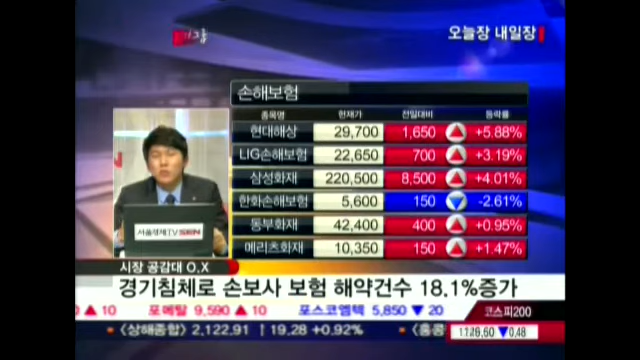 오늘장 내일장
손해보험
종목명 현재가 전일대비 등락률
현대해상 29,700 1,650 ▲ +5.88%
LIG손해보험 22,650 700 ▲ +3.19%
삼성화재 220,500 8,500 ▲ +4.01%
한화손해보험 5,600 150 ▼ -2.61%
동부화재 42,400 400 ▲ +0.95%
메리츠화재 10,350 150 ▲ +1.47%
서울경제TV SEN
시장 공감대 O,X
경기침체로 손보사 보험 해약건수 18.1%증가
▲ 10 포메탈 9,590 ▲ 10 포스코엠텍 5,850 ▼ 20 코스피200
<상해종합> 2,122.91 ↑ 19.28 +0.92% <홍콩 ▼0.48